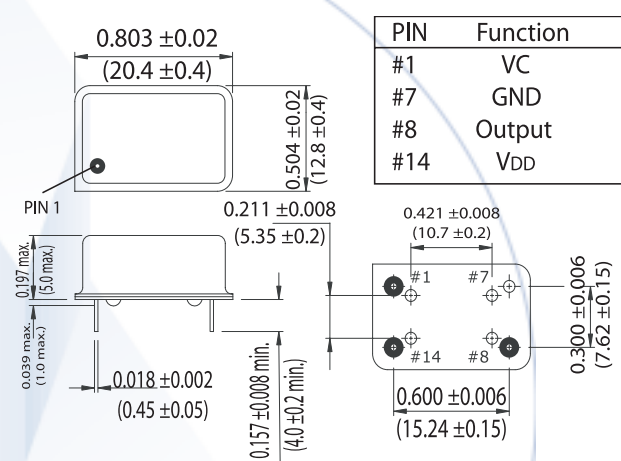 0.803 ±0.02
(20.4 ±0.4)
0.504 ±0.02
(12.8 ±0.4)
PIN 1
PIN Function
#1 VC
#7 GND
#8 Output
#14 VDD
0.197 max.
(5.0 max.)
0.039 max.
(1.0 max.)
0.018 ±0.002
(0.45 ±0.05)
0.211 ±0.008
(5.35 ±0.2)
0.157 ±0.008 min.
(4.0 ±0.2 min.)
0.421 ±0.008
(10.7 ±0.2)
#1 #7
#14 #8
0.300 ±0.006
(7.62 ±0.15)
0.600 ±0.006
(15.24 ±0.15)